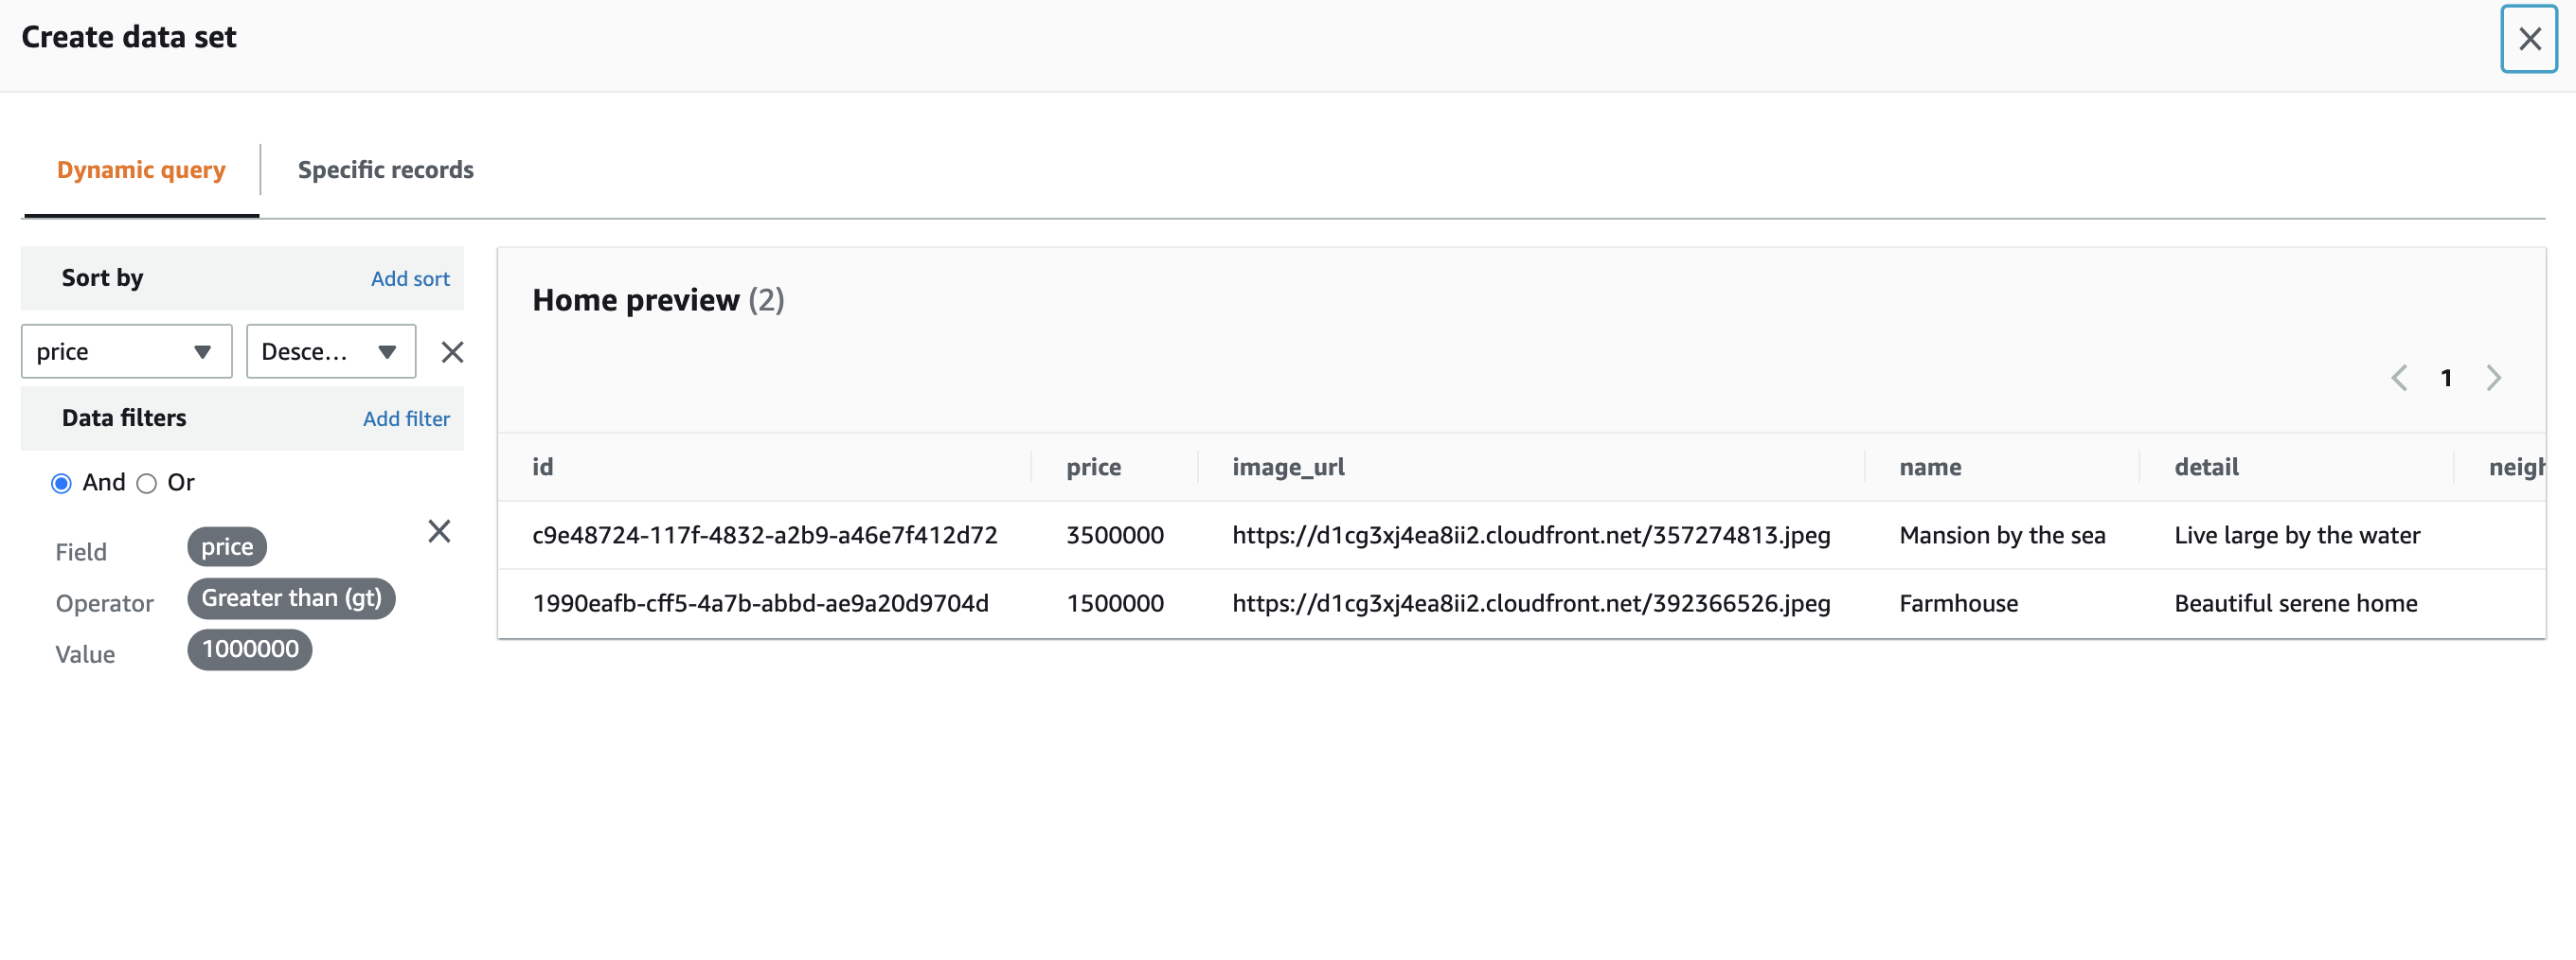 Create data set
Dynamic query
Specific records
Sort by
Add sort
price
Desce...
Data filters
Add filter
And
Or
Field
price
Operator
Greater than (gt)
Value
1000000
Home preview (2)
1
id price image_url name detail neigh
c9e48724-117f-4832-a2b9-a46e7f412d72 3500000 https://d1cg3xj4ea8ii2.cloudfront.net/357274813.jpeg Mansion by the sea Live large by the water
1990eafb-cff5-4a7b-abbd-ae9a20d9704d 1500000 https://d1cg3xj4ea8ii2.cloudfront.net/392366526.jpeg Farmhouse Beautiful serene home